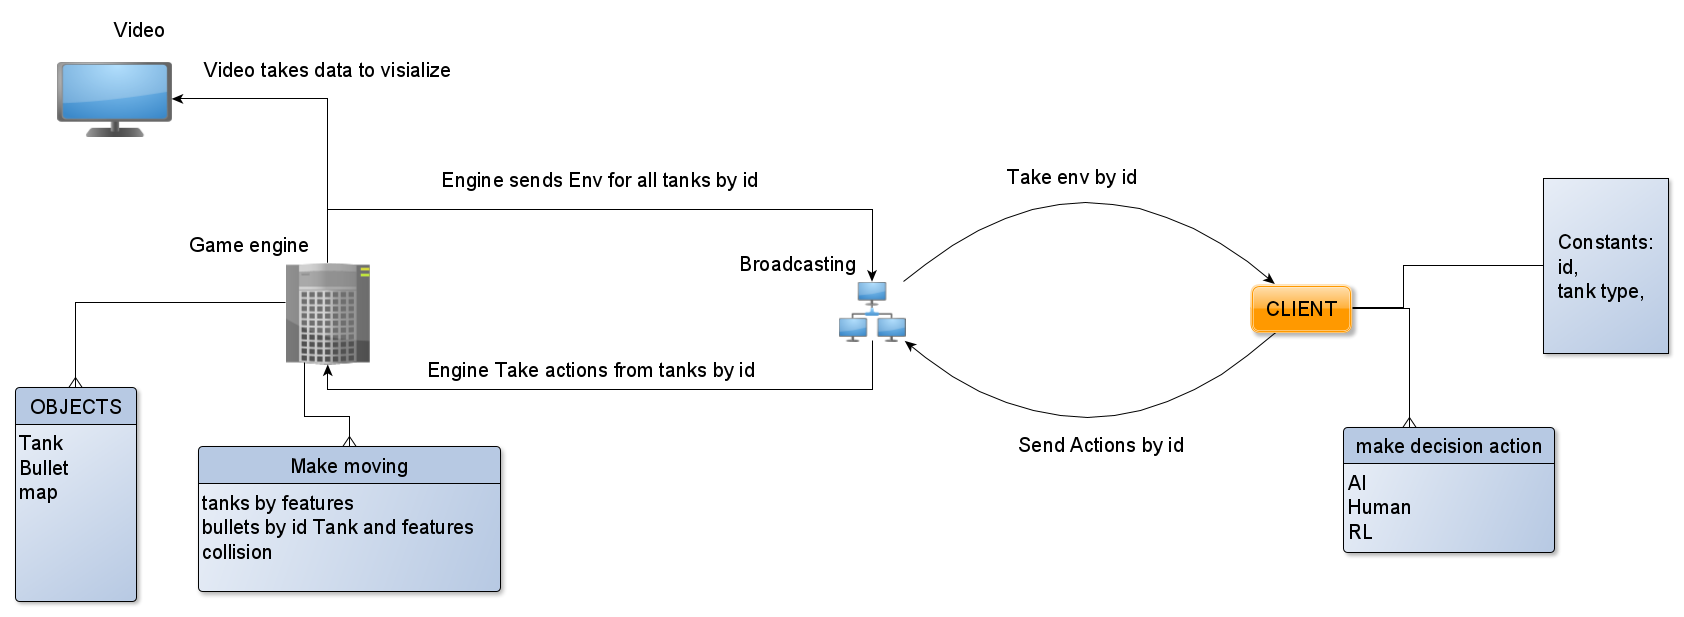 Video
Video takes data to visialize
Engine sends Env for all tanks by id
Take env by id
Game engine
Broadcasting
Constants:
id,
tank type,
CLIENT
Engine Take actions from tanks by id
Send Actions by id
OBJECTS
Tank
Bullet
map
Make moving
tanks by features
bullets by id Tank and features
collision
make decision action
AI
Human
RL